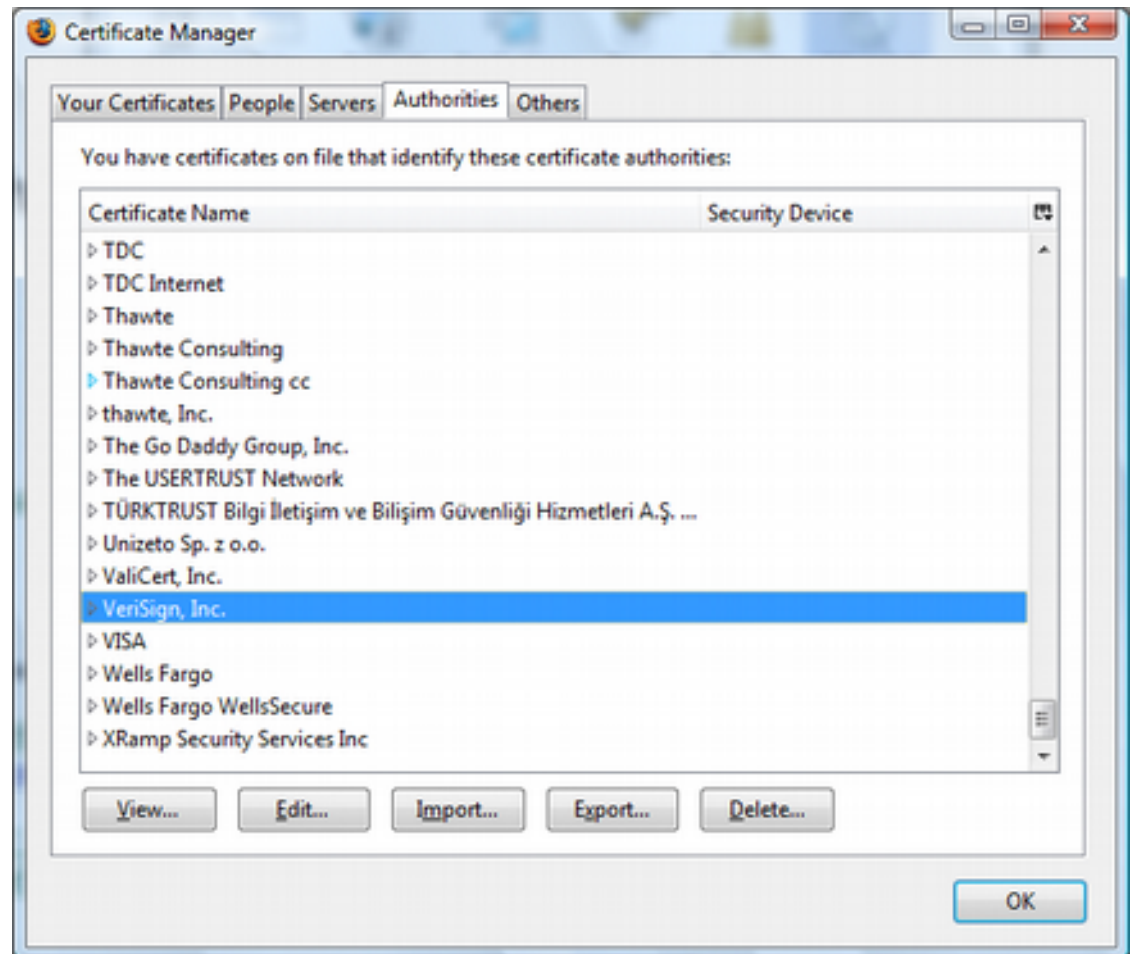 Certificate Manager
Your Certificates People Servers Authorities Others
You have certificates on file that identify these certificate authorities:
Certificate Name Security Device
TDC
TDC Internet
Thawte
Thawte Consulting
Thawte Consulting cc
thawte, Inc.
The Go Daddy Group, Inc.
The USERTRUST Network
TÜRKTRUST Bilgi İletişim ve Bilişim Güvenliği Hizmetleri A.Ş. ...
Unizeto Sp. z o.o.
ValiCert, Inc.
VeriSign, Inc.
VISA
Wells Fargo
Wells Fargo WellsSecure
XRamp Security Services Inc
View... Edit... Import... Export... Delete...
OK